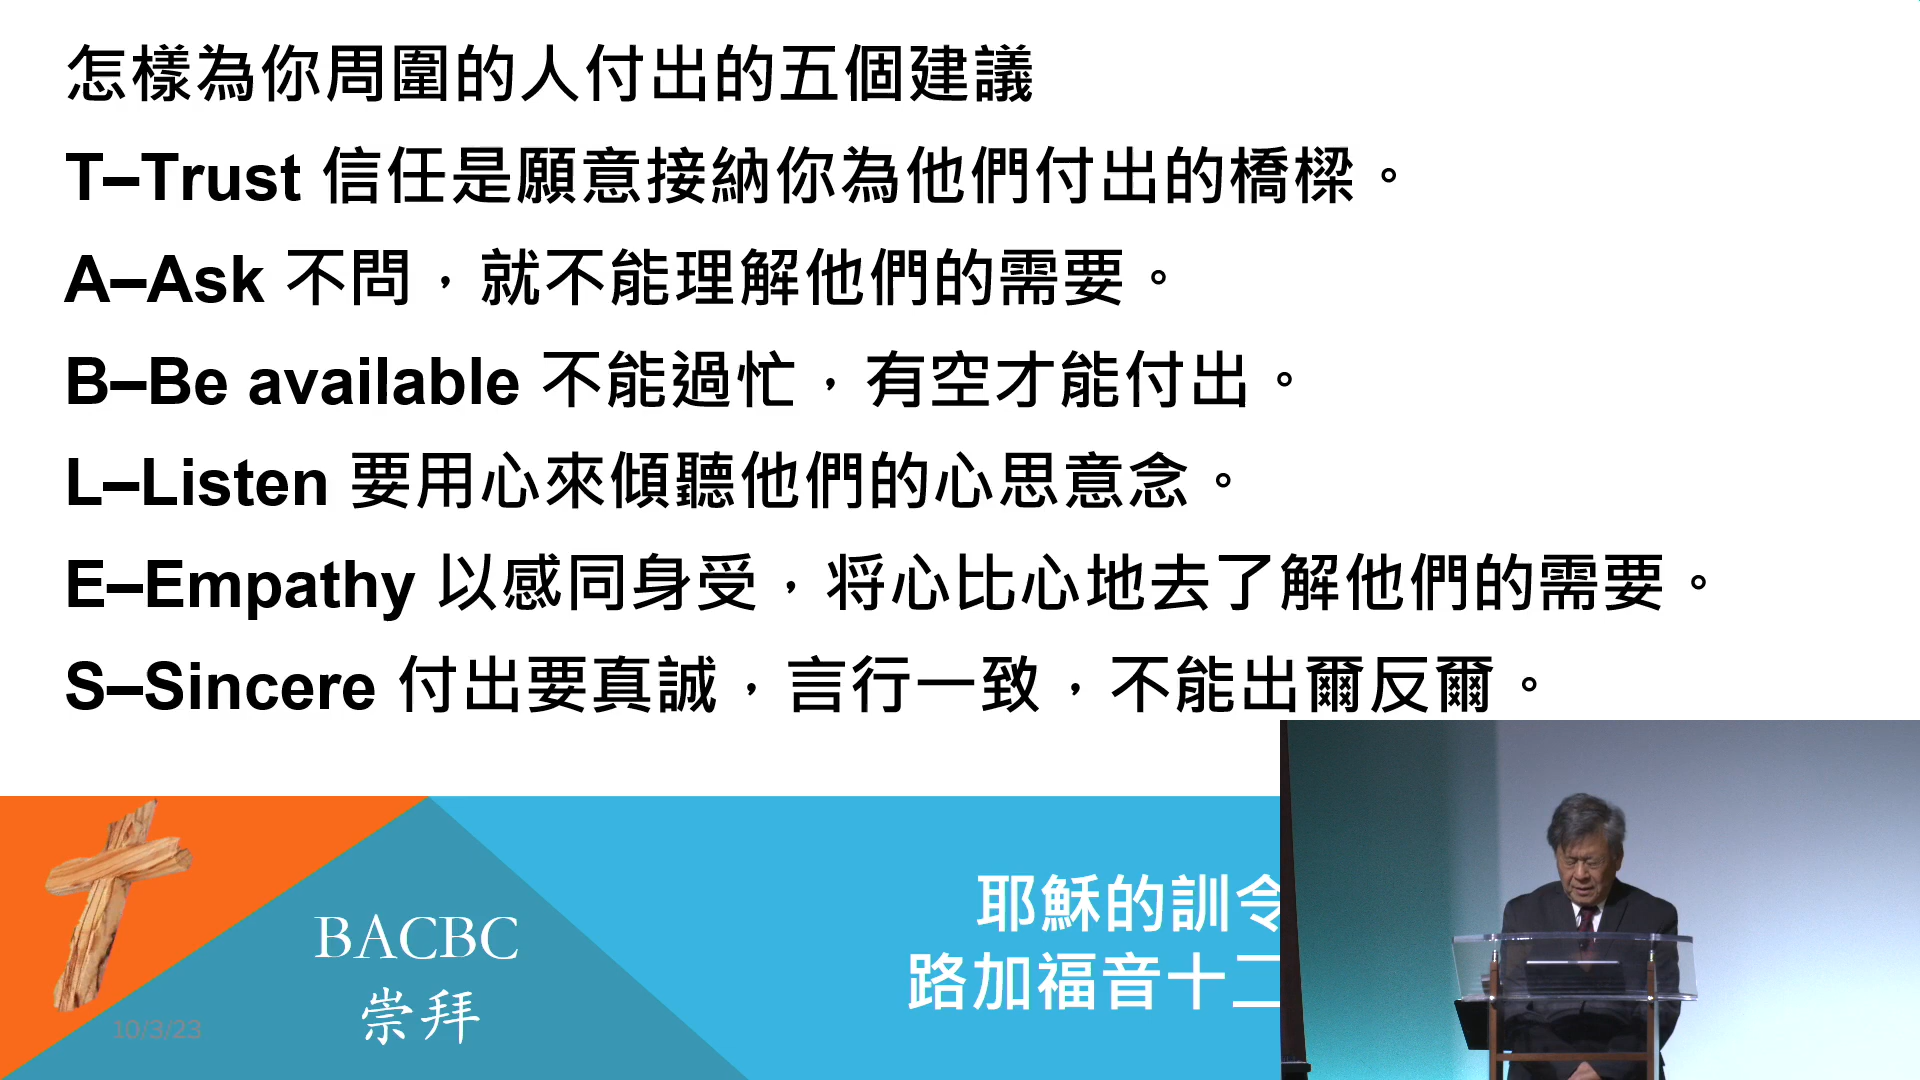 怎樣為你周圍的人付出的五個建議
T–Trust 信任是願意接納你為他們付出的橋樑。
A–Ask 不問，就不能理解他們的需要。
B–Be available 不能過忙，有空才能付出。
L–Listen 要用心來傾聽他們的心思意念。
E–Empathy 以感同身受，将心比心地去了解他們的需要。
S–Sincere 付出要真誠，言行一致，不能出爾反爾。
BACBC
崇拜
10/3/23
耶穌的訓令
路加福音十二